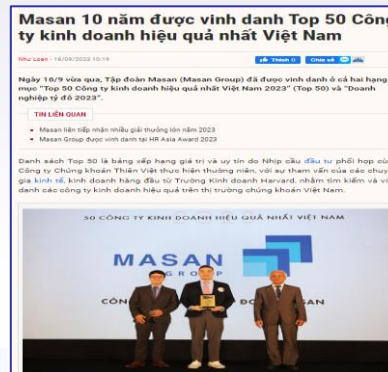 Masan 10 năm được vinh danh Top 50 Công
ty kinh doanh hiệu quả nhất Việt Nam
Như Loan - 18/09/2023 10:19
Thích 0 Chia sẻ
Ngày 16/9 vừa qua, Tập đoàn Masan (Masan Group) đã được vinh danh ở cả hai hạng
mục "Top 50 Công ty kinh doanh hiệu quả nhất Việt Nam 2023" (Top 50) và "Doanh
nghiệp tỷ đô 2023".
TIN LIÊN QUAN
Masan liên tiếp nhận nhiều giải thưởng lớn năm 2023
Masan Group được vinh danh tại HR Asia Award 2023
Danh sách Top 50 là bảng xếp hạng giá trị và uy tín do Nhịp cầu đầu tư phối hợp cù
Công ty Chứng khoán Thiên Việt thực hiện thường niên, với sự tham vấn của các chuy
gia kinh tế, kinh doanh hàng đầu từ Trường Kinh doanh Harvard, nhằm tìm kiếm và vi
danh các công ty kinh doanh hiệu quả trên thị trường chứng khoán Việt Nam.
50 CÔNG TY KINH DOANH HIỆU QUẢ NHẤT VIỆT NAM
MASAN
GROUP
CÔN
SAN